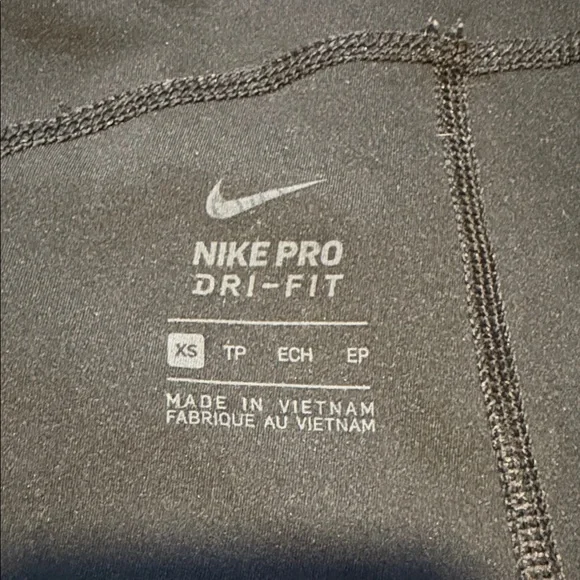 NIKE PRO
DRI-FIT
XS TP ECH EP
MADE IN VIETNAM
FABRIQUE AU VIETNAM